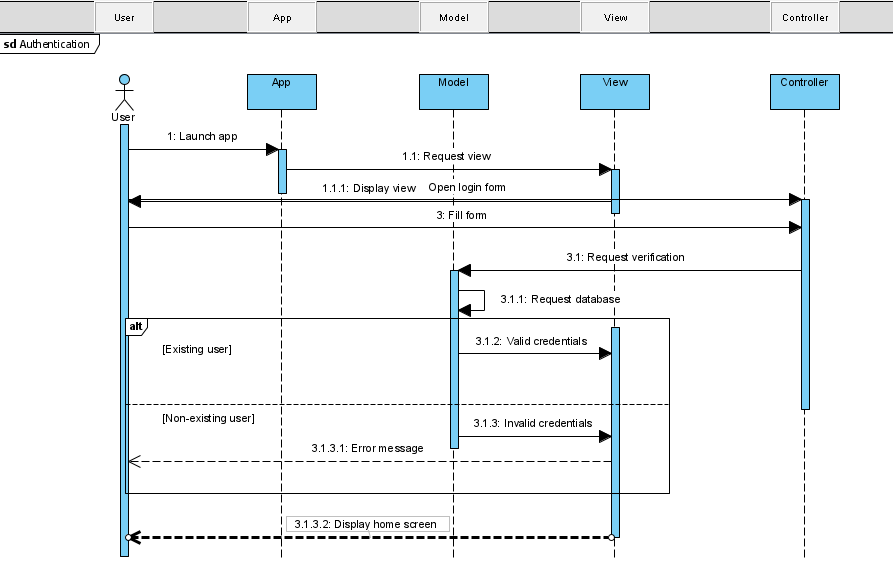 User App Model View Controller
sd Authentication
App Model View Controller
User
1: Launch app
1.1: Request view
1.1.1: Display view Open login form
3: Fill form
3.1: Request verification
3.1.1: Request database
alt
3.1.2: Valid credentials
[Existing user]
[Non-existing user]
3.1.3: Invalid credentials
3.1.3.1: Error message
3.1.3.2: Display home screen